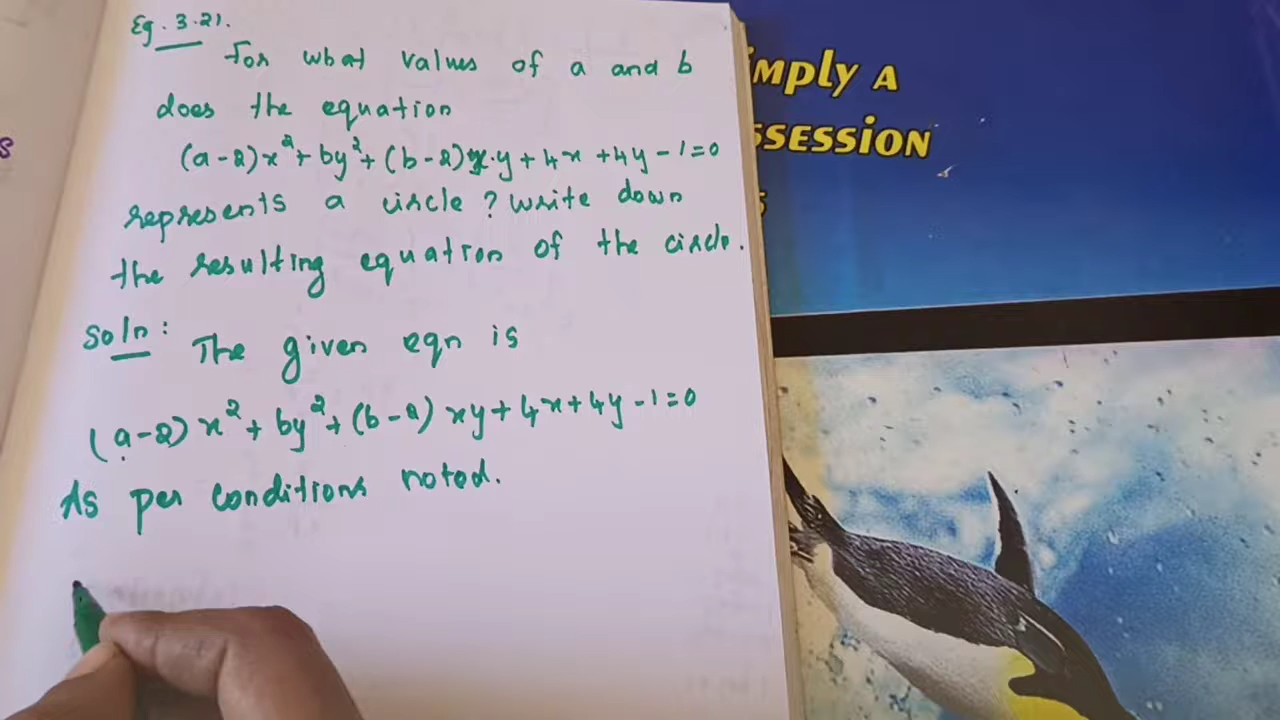 Eg. 3.21.
For what values of a and b
does the equation
(a-2)x²+by²+(b-2)x.y+4x+4y-1=0
represents a circle? write down
the resulting equation of the circle.
Soln: The given eqn is
(a-2)x²+by²+(b-2)xy+4x+4y-1=0
As per conditions noted.
IMPLY A
SSESSION
s